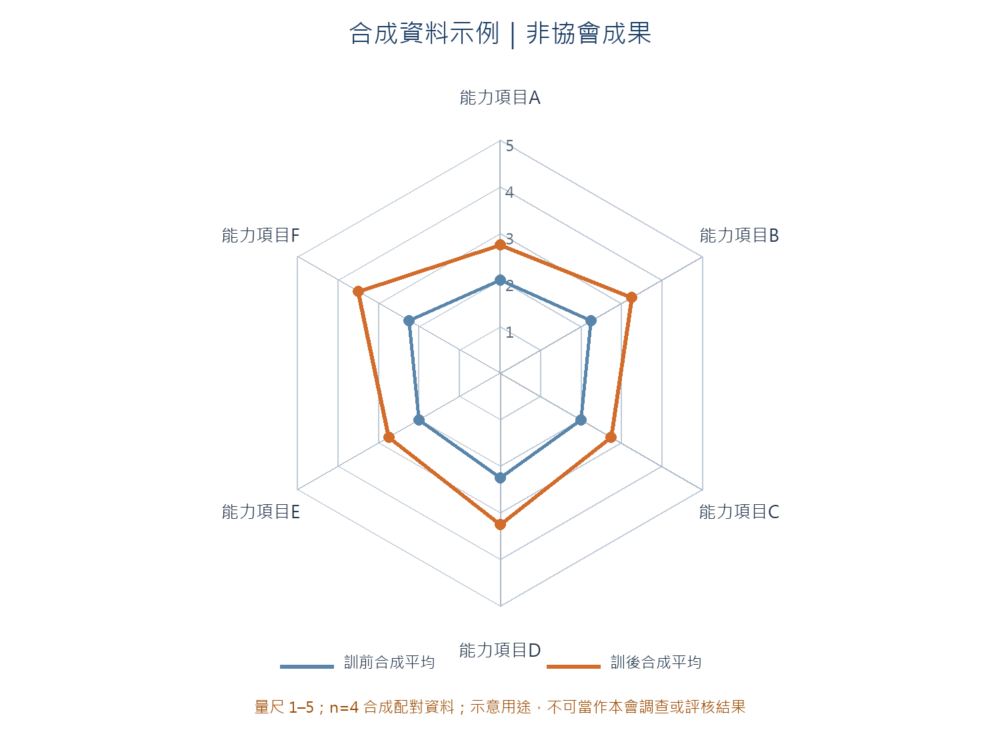 合成資料示例｜非協會成果
能力項目A
5
4
3
2
1
能力項目F
能力項目B
能力項目E
能力項目C
能力項目D
訓前合成平均
訓後合成平均
量尺 1–5；n=4 合成配對資料；示意用途，不可當作本會調查或評核結果